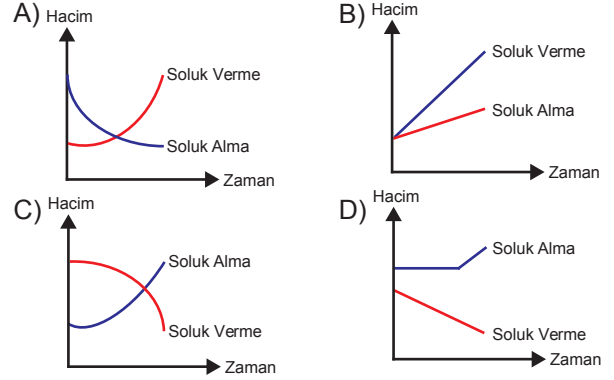 A)
Hacim
Soluk Verme
Soluk Alma
Zaman
B)
Hacim
Soluk Verme
Soluk Alma
Zaman
C)
Hacim
Soluk Alma
Soluk Verme
Zaman
D)
Hacim
Soluk Alma
Soluk Verme
Zaman